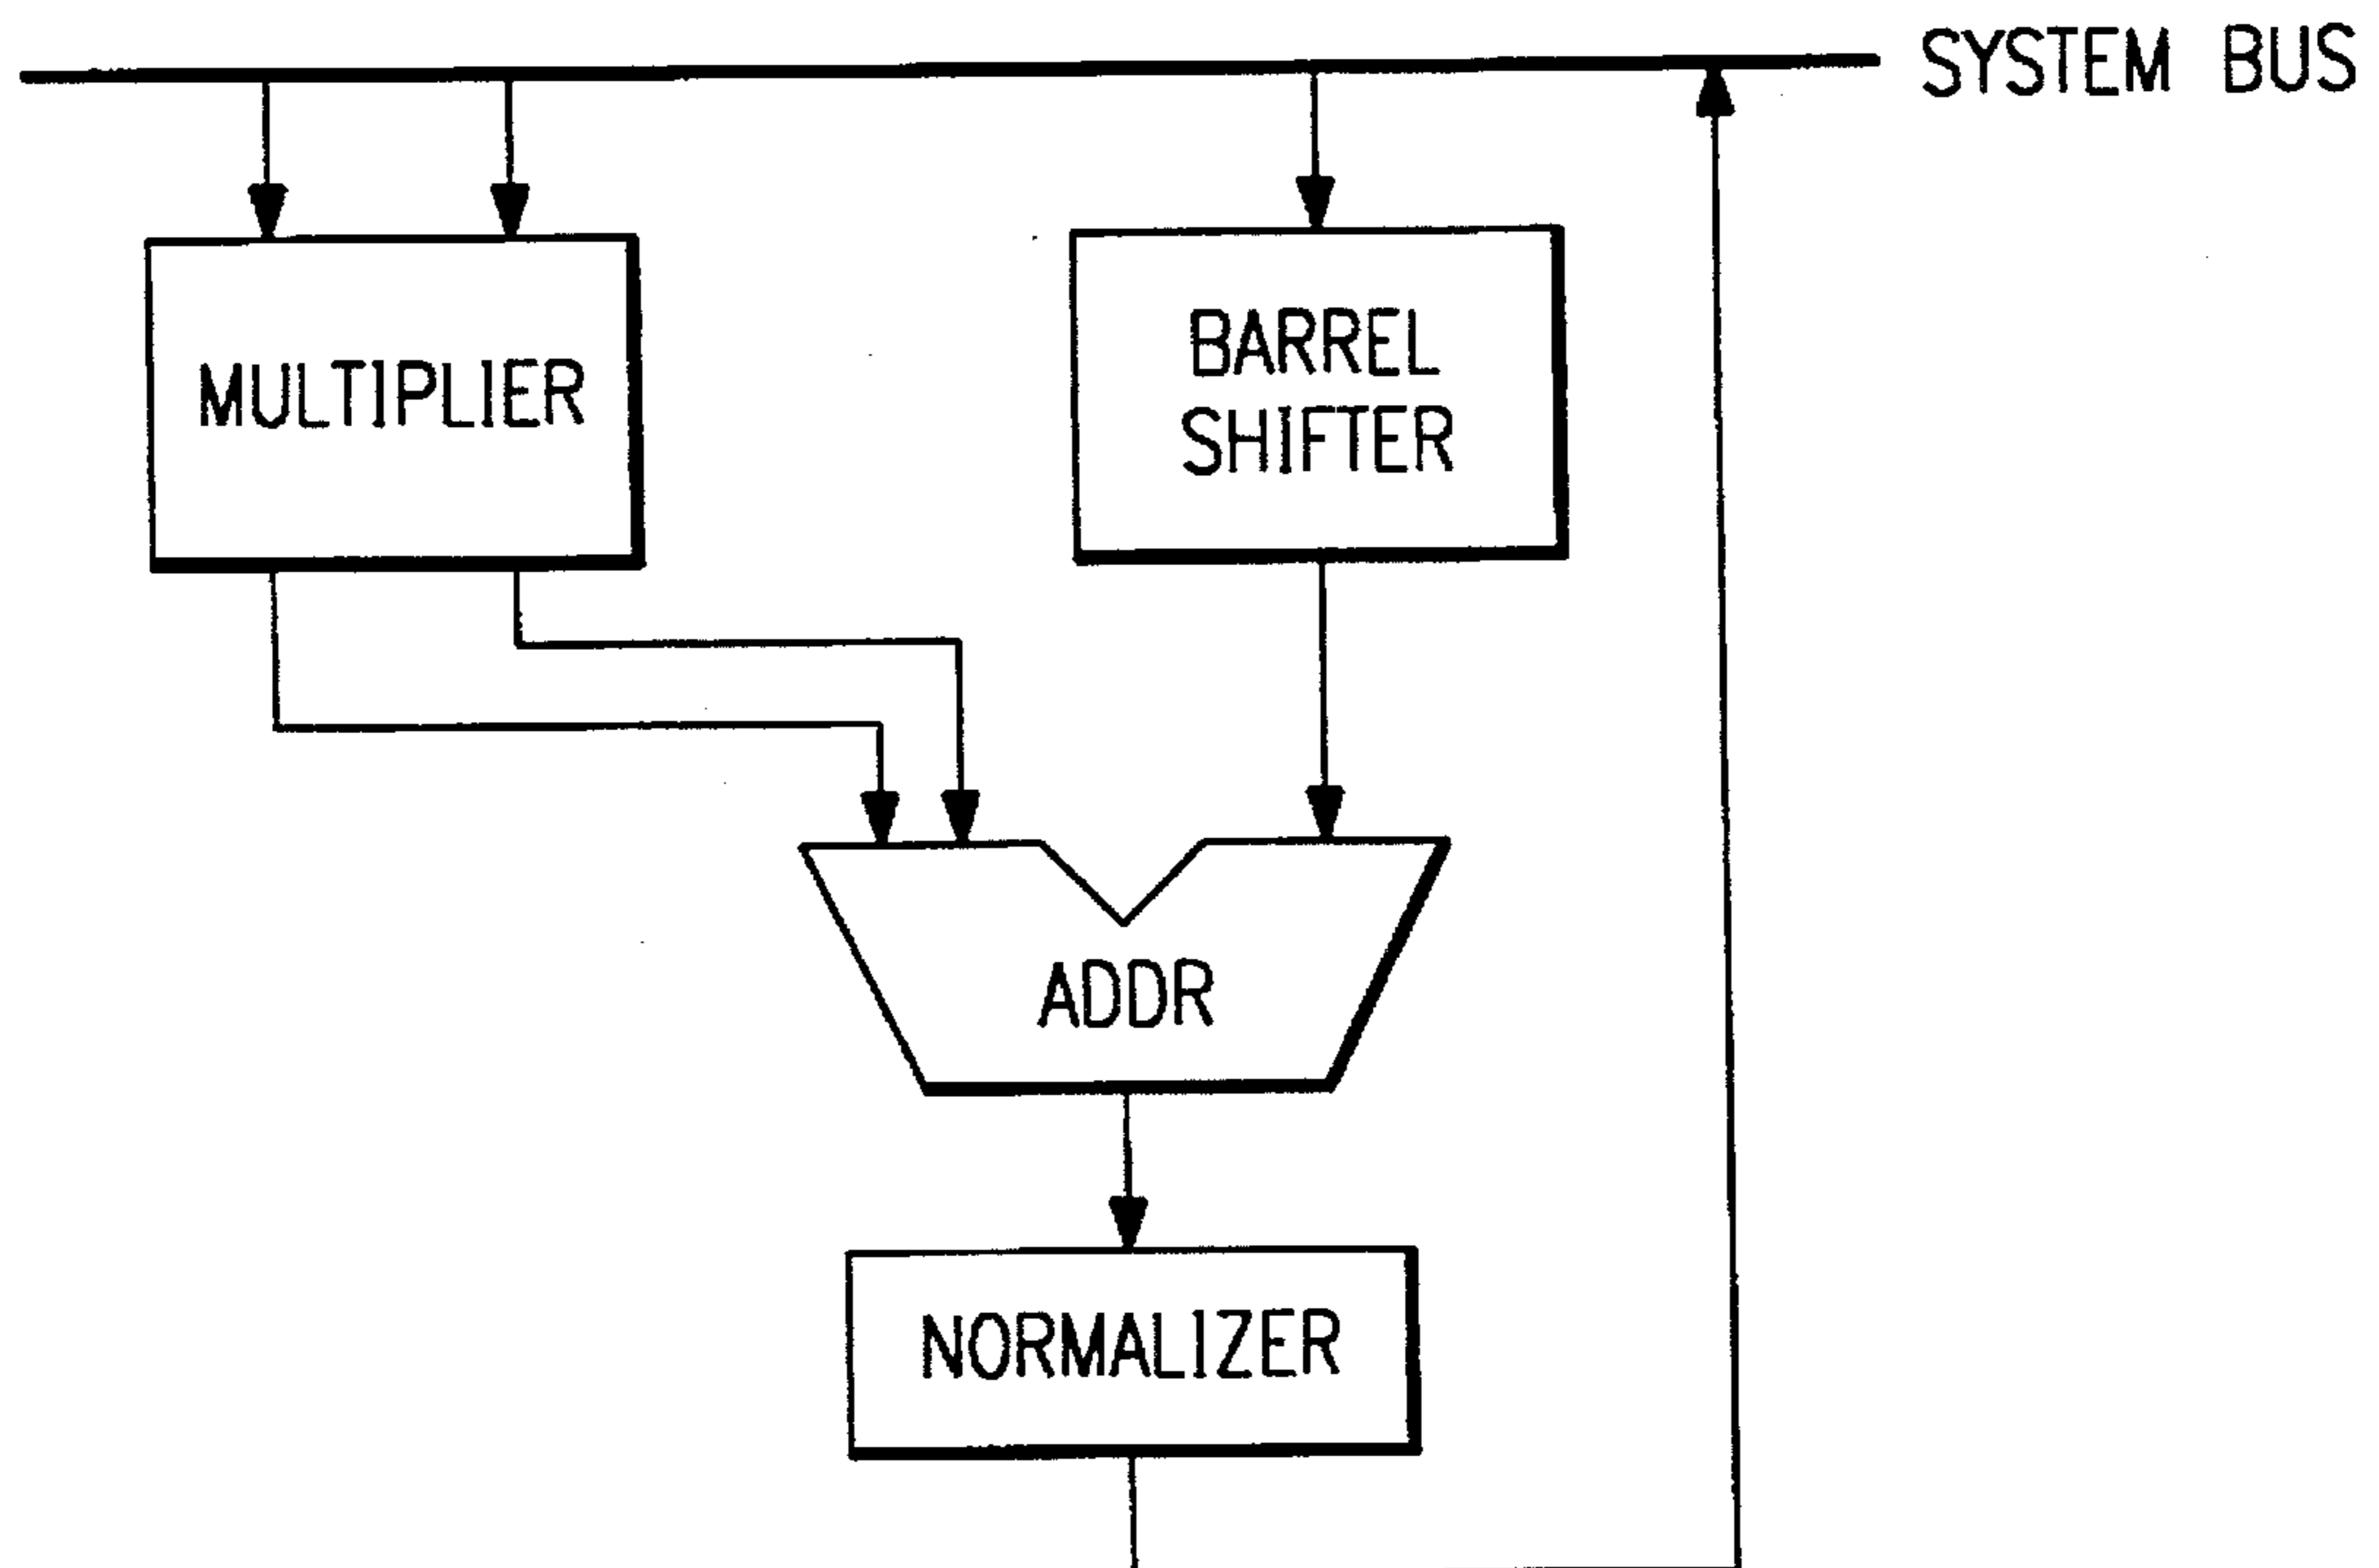 SYSTEM BUS
MULTIPLIER
BARREL
SHIFTER
ADDR
NORMALIZER